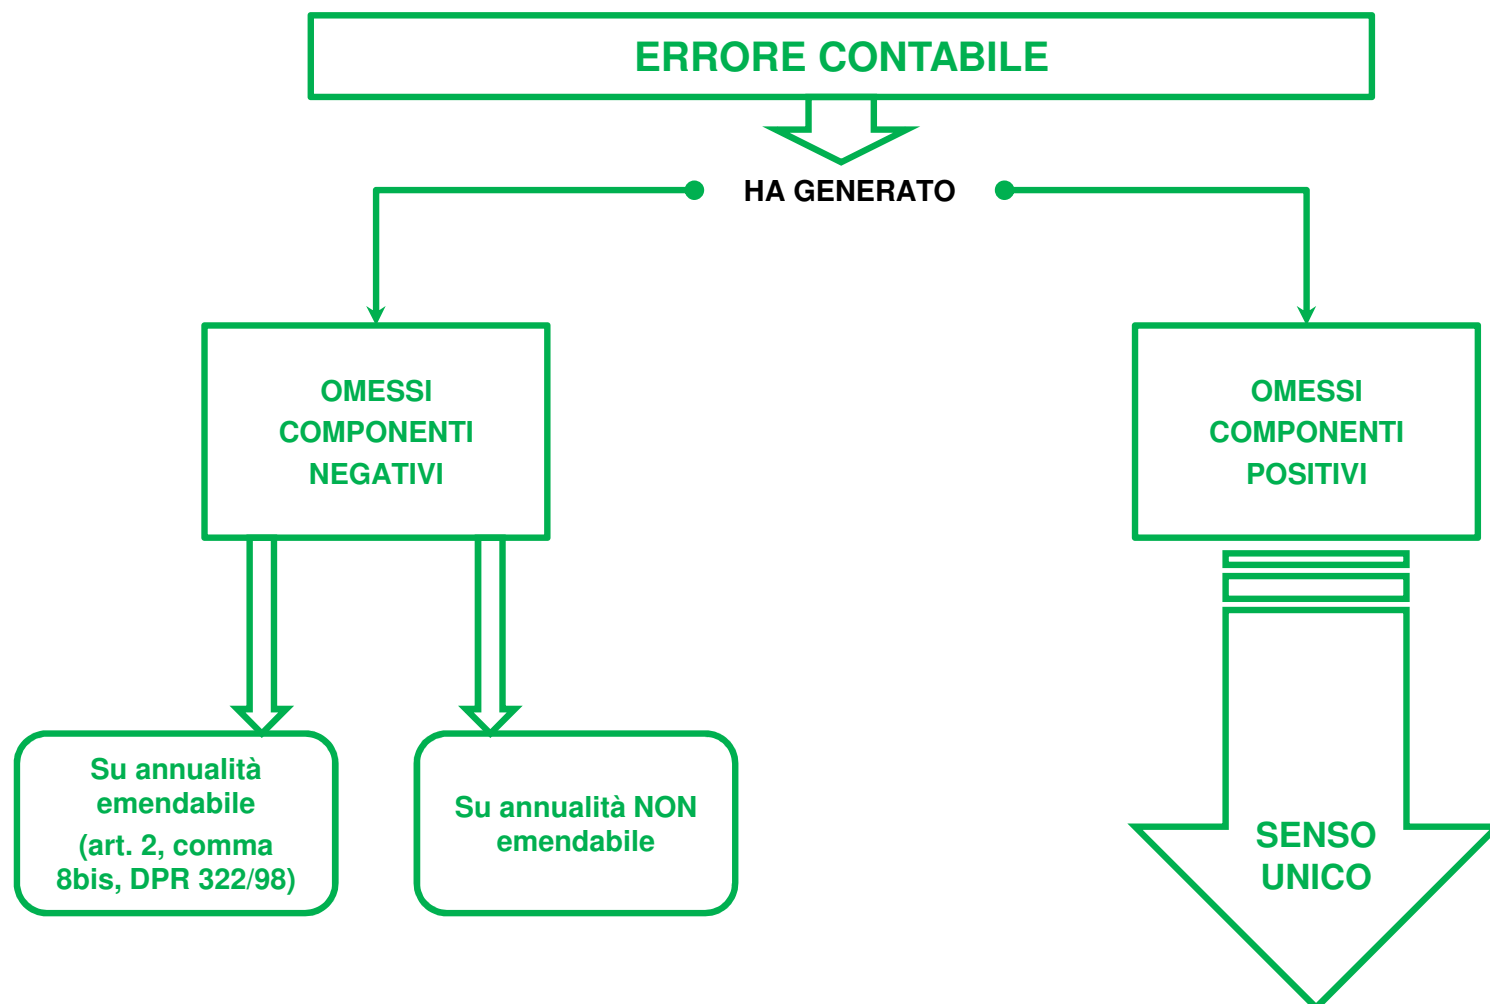 ERRORE CONTABILE
HA GENERATO
OMESSI
COMPONENTI
NEGATIVI
OMESSI
COMPONENTI
POSITIVI
Su annualità
emendabile
(art. 2, comma
8bis, DPR 322/98)
Su annualità NON
emendabile
SENSO
UNICO